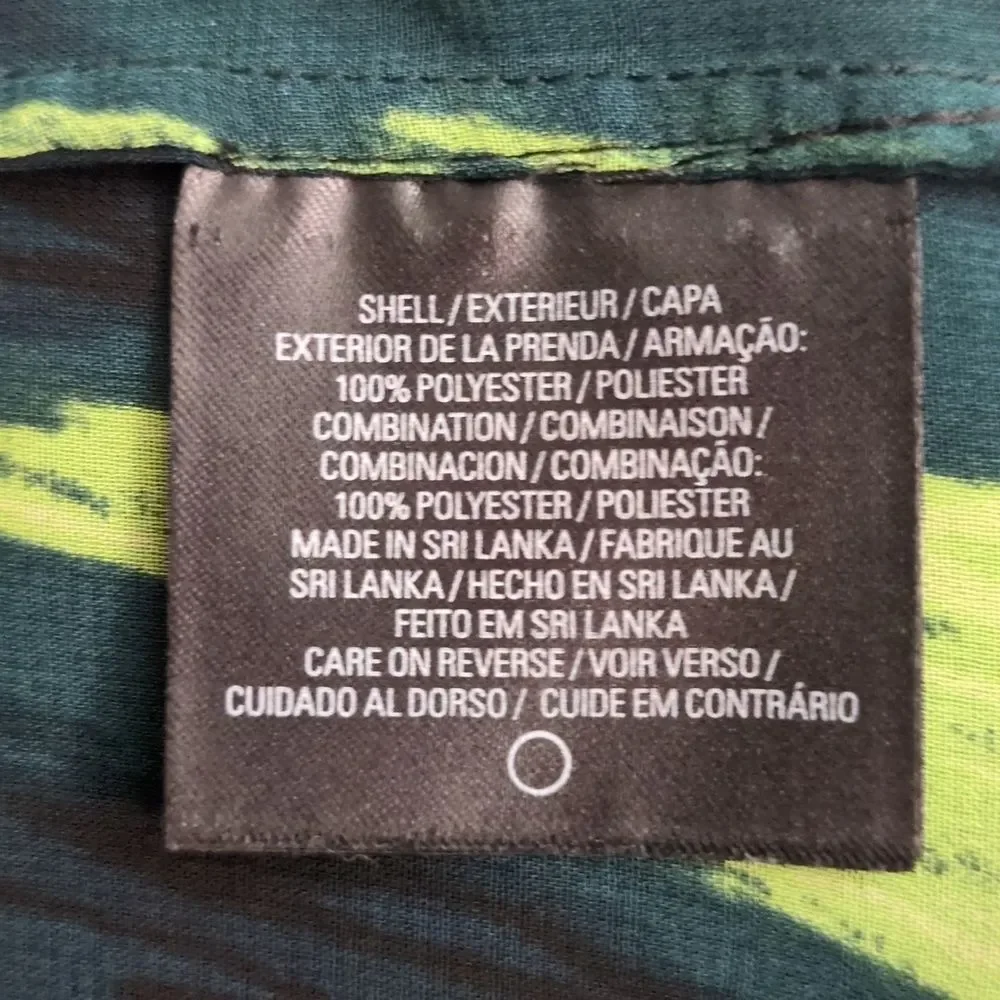 SHELL / EXTERIEUR / CAPA
EXTERIOR DE LA PRENDA / ARMAÇÃO:
100% POLYESTER / POLIESTER
COMBINATION / COMBINAISON /
COMBINACION / COMBINAÇÃO:
100% POLYESTER / POLIESTER
MADE IN SRI LANKA / FABRIQUE AU
SRI LANKA / HECHO EN SRI LANKA /
FEITO EM SRI LANKA
CARE ON REVERSE / VOIR VERSO /
CUIDADO AL DORSO / CUIDE EM CONTRÁRIO